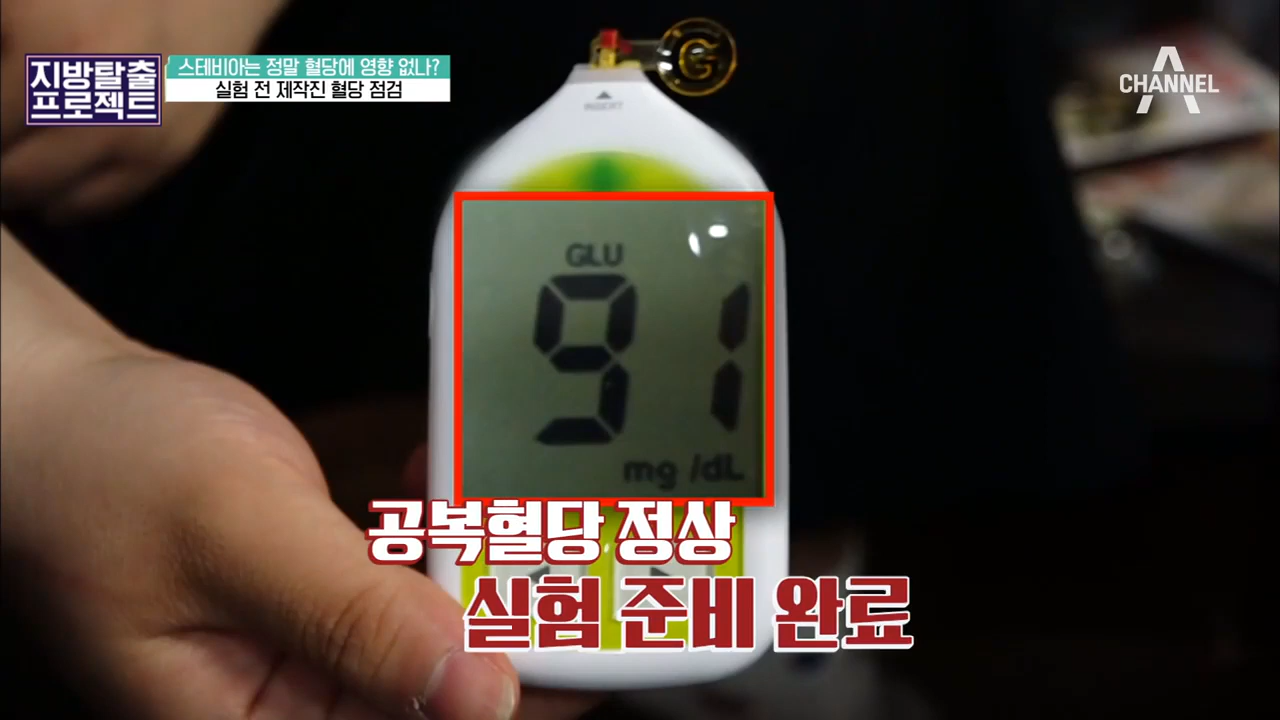 지방탈출
프로젝트
스테비아는 정말 혈당에 영향 없나?
실험 전 제작진 혈당 점검
CHANNEL A
G
INSERT
GLU
91
mg /dL
공복혈당 정상
실험 준비 완료